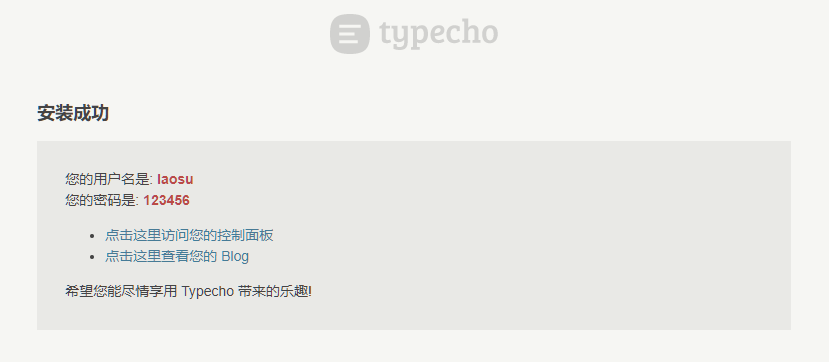 typecho
安装成功
您的用户名是: laosu
您的密码是: 123456
点击这里访问您的控制面板
点击这里查看您的 Blog
希望您能尽情享用 Typecho 带来的乐趣!